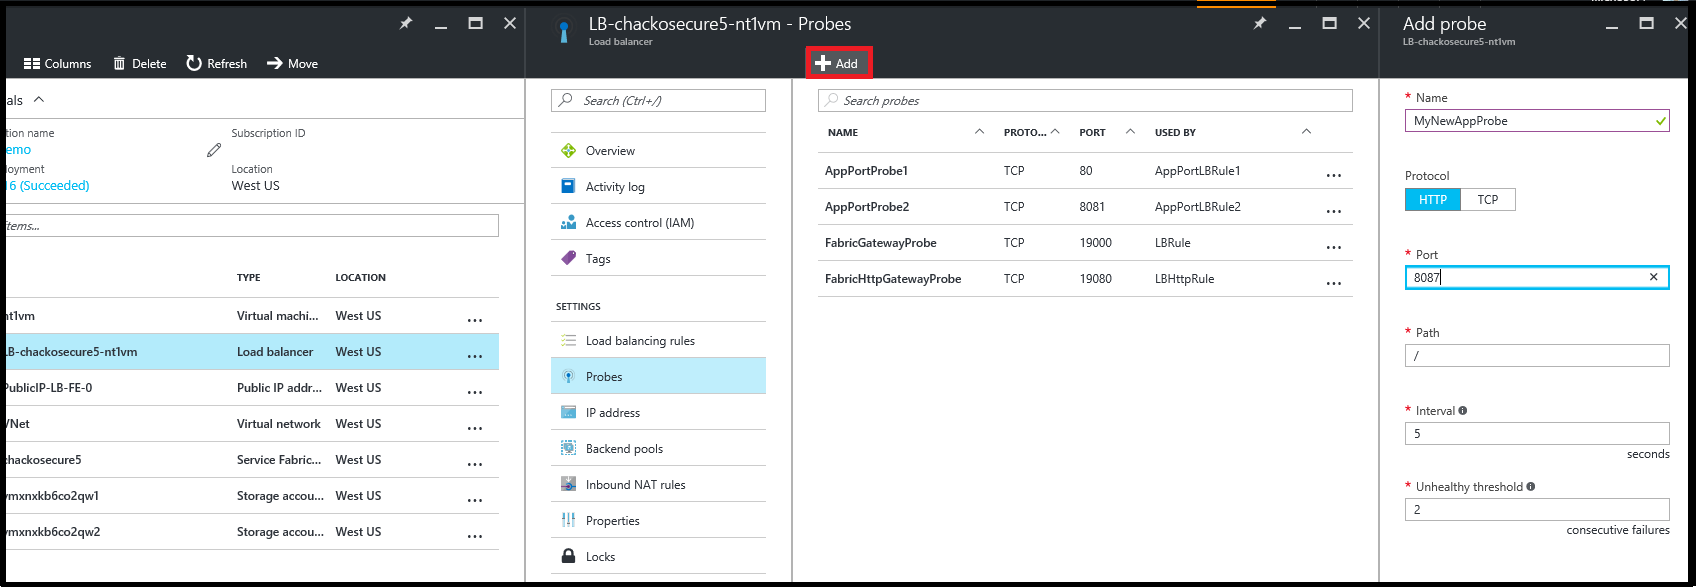 LB-chackosecure5-nt1vm - Probes
Load balancer
Add probe
LB-chackosecure5-nt1vm
Columns Delete Refresh Move
Add
als
tion name
emo
loyment
16 (Succeeded)
Subscription ID
Location
West US
items...
TYPE LOCATION
nt1vm Virtual machi... West US ...
LB-chackosecure5-nt1vm Load balancer West US ...
PublicIP-LB-FE-0 Public IP addr... West US ...
VNet Virtual network West US ...
chackosecure5 Service Fabric... West US ...
vmxnxkb6co2qw1 Storage accou... West US ...
vmxnxkb6co2qw2 Storage accou... West US ...
Search (Ctrl+/)
Overview
Activity log
Access control (IAM)
Tags
SETTINGS
Load balancing rules
Probes
IP address
Backend pools
Inbound NAT rules
Properties
Locks
Search probes
NAME PROTO... PORT USED BY
AppPortProbe1 TCP 80 AppPortLBRule1 ...
AppPortProbe2 TCP 8081 AppPortLBRule2 ...
FabricGatewayProbe TCP 19000 LBRule ...
FabricHttpGatewayProbe TCP 19080 LBHttpRule ...
* Name
MyNewAppProbe
Protocol
HTTP TCP
* Port
8087
* Path
/
* Interval
5
seconds
* Unhealthy threshold
2
consecutive failures